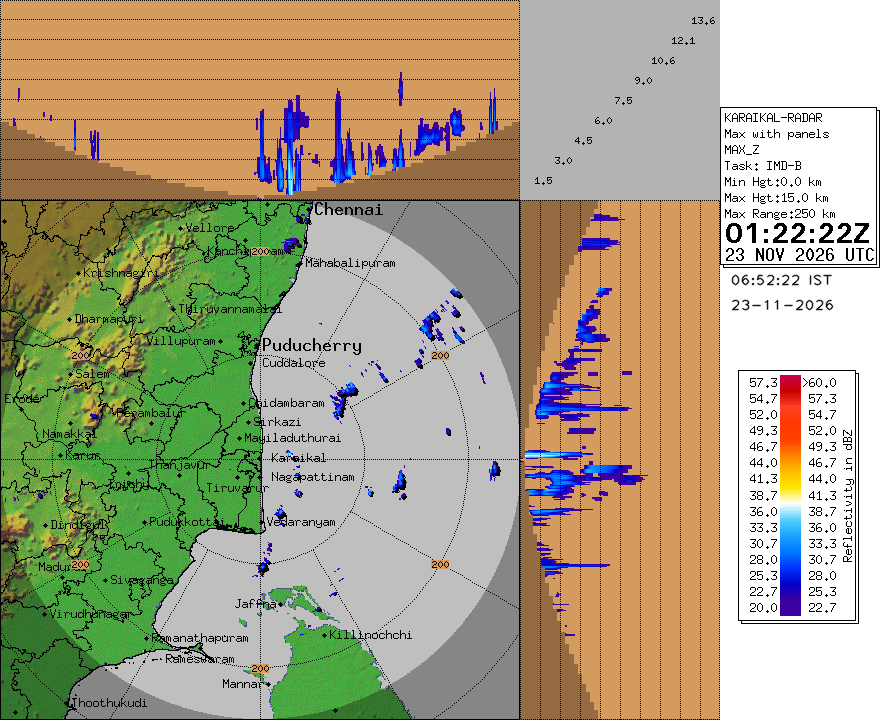 13.6
12.1
10.6
9.0
7.5
6.0
4.5
3.0
1.5
KARAIKAL-RADAR
Max with panels
MAX_Z
Task: IMD-B
Min Hgt:0.0 km
Max Hgt:15.0 km
Max Range:250 km
01:22:22Z
23 NOV 2026 UTC
06:52:22 IST
23-11-2026
57.3 >60.0
54.7 57.3
52.0 54.7
49.3 52.0
46.7 49.3
44.0 46.7
41.3 44.0
38.7 41.3
36.0 38.7
33.3 36.0
30.7 33.3
28.0 30.7
25.3 28.0
22.7 25.3
20.0 22.7
Reflectivity in dBZ
Chennai
Vellore
200
Mahabalipuram
Krishnagiri
Thiruvannamalai
Dharmapuri
Villupuram
Puducherry
200
200
Cuddalore
Salem
Erode
Chidambaram
Perambalur
Sirkazi
Namakkal
Mayiladuthurai
Karur
Karaikal
Thanjavur
Nagapattinam
Tiruvarur
Dindigul
Pudukkottai
Vedaranyam
200
200
Sivaganga
Jaffna
Virudhunagar
Ramanathapuram
Killinochchi
Rameswaram
200
Mannar
Thoothukudi